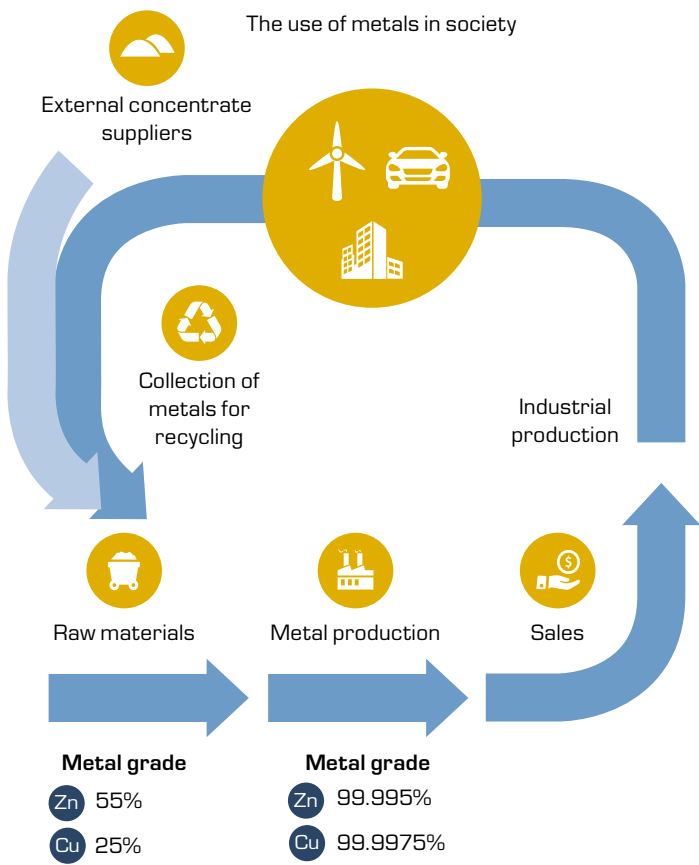 The use of metals in society
External concentrate
suppliers
Collection of
metals for
recycling
Industrial
production
$
Raw materials
Metal production
Sales
Metal grade
Zn 55%
Cu 25%
Metal grade
Zn 99.995%
Cu 99.9975%